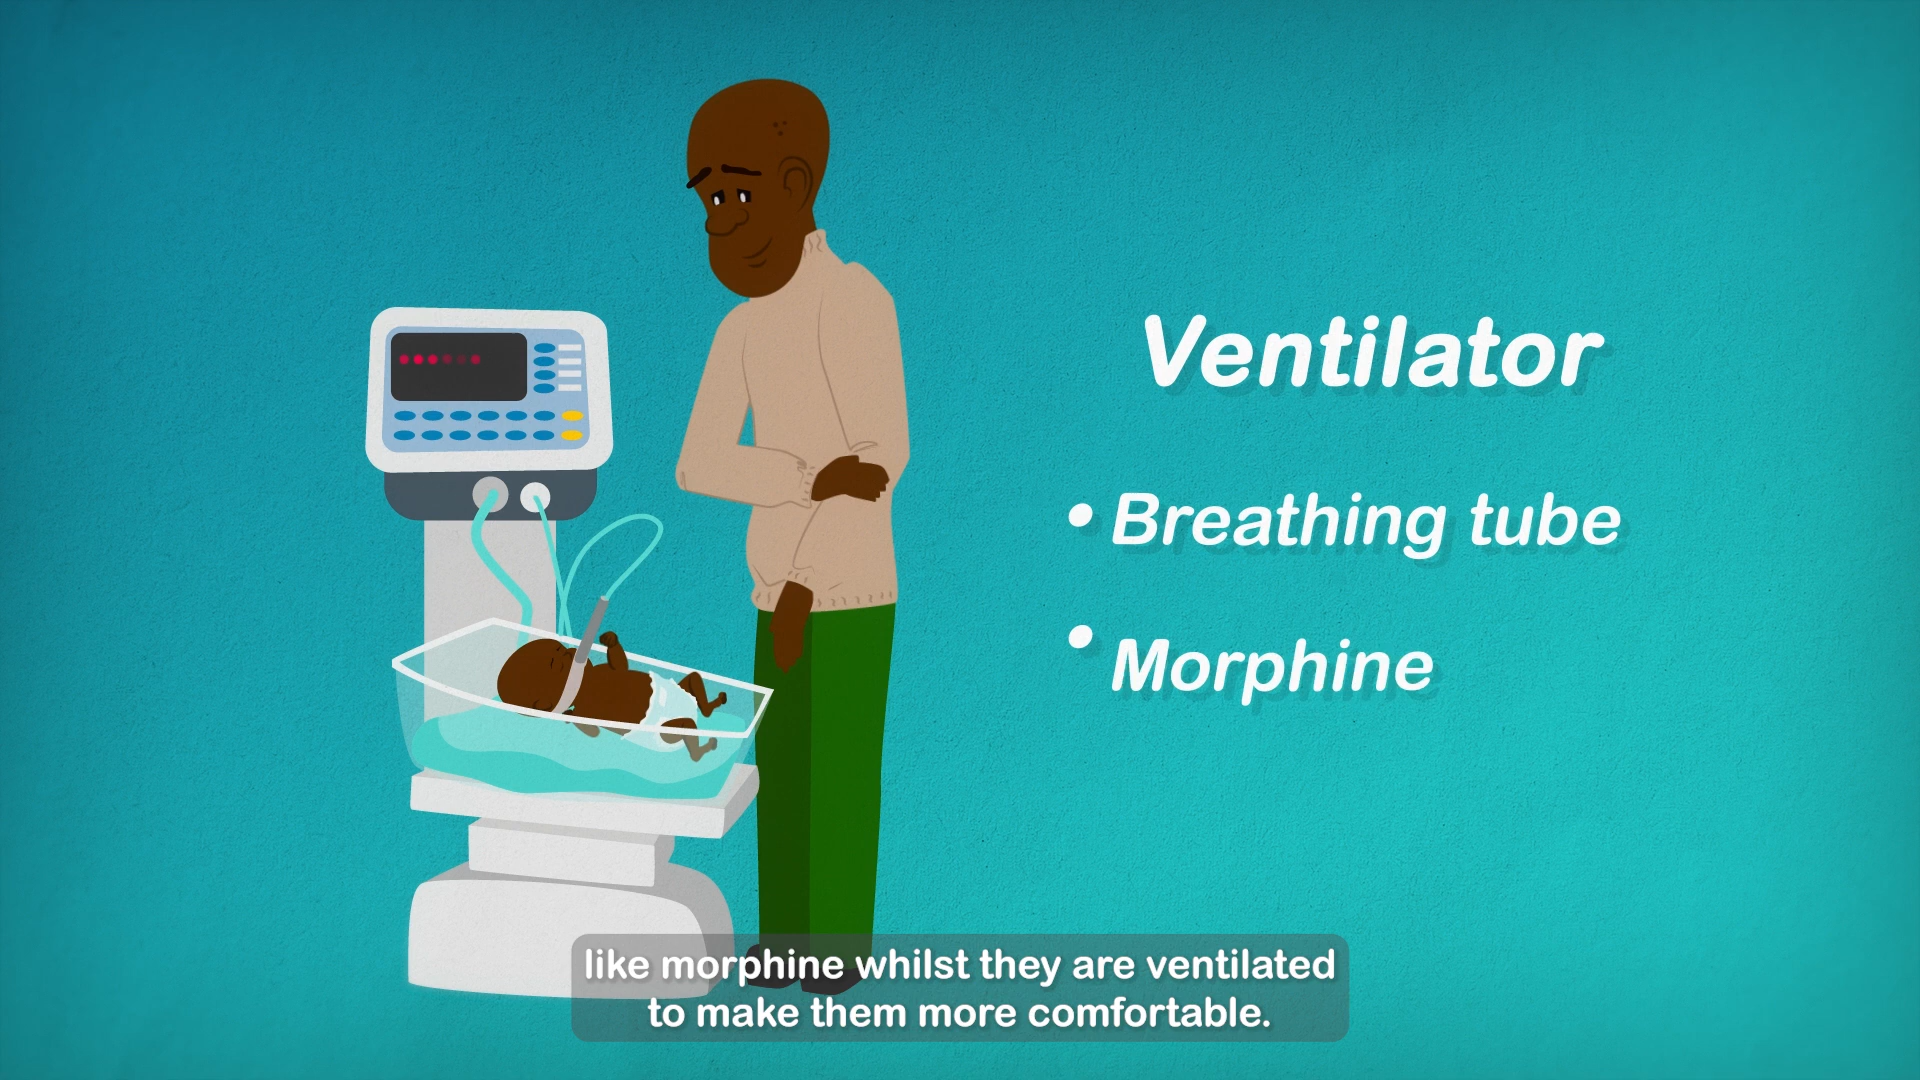 Ventilator
• Breathing tube
• Morphine
like morphine whilst they are ventilated
to make them more comfortable.